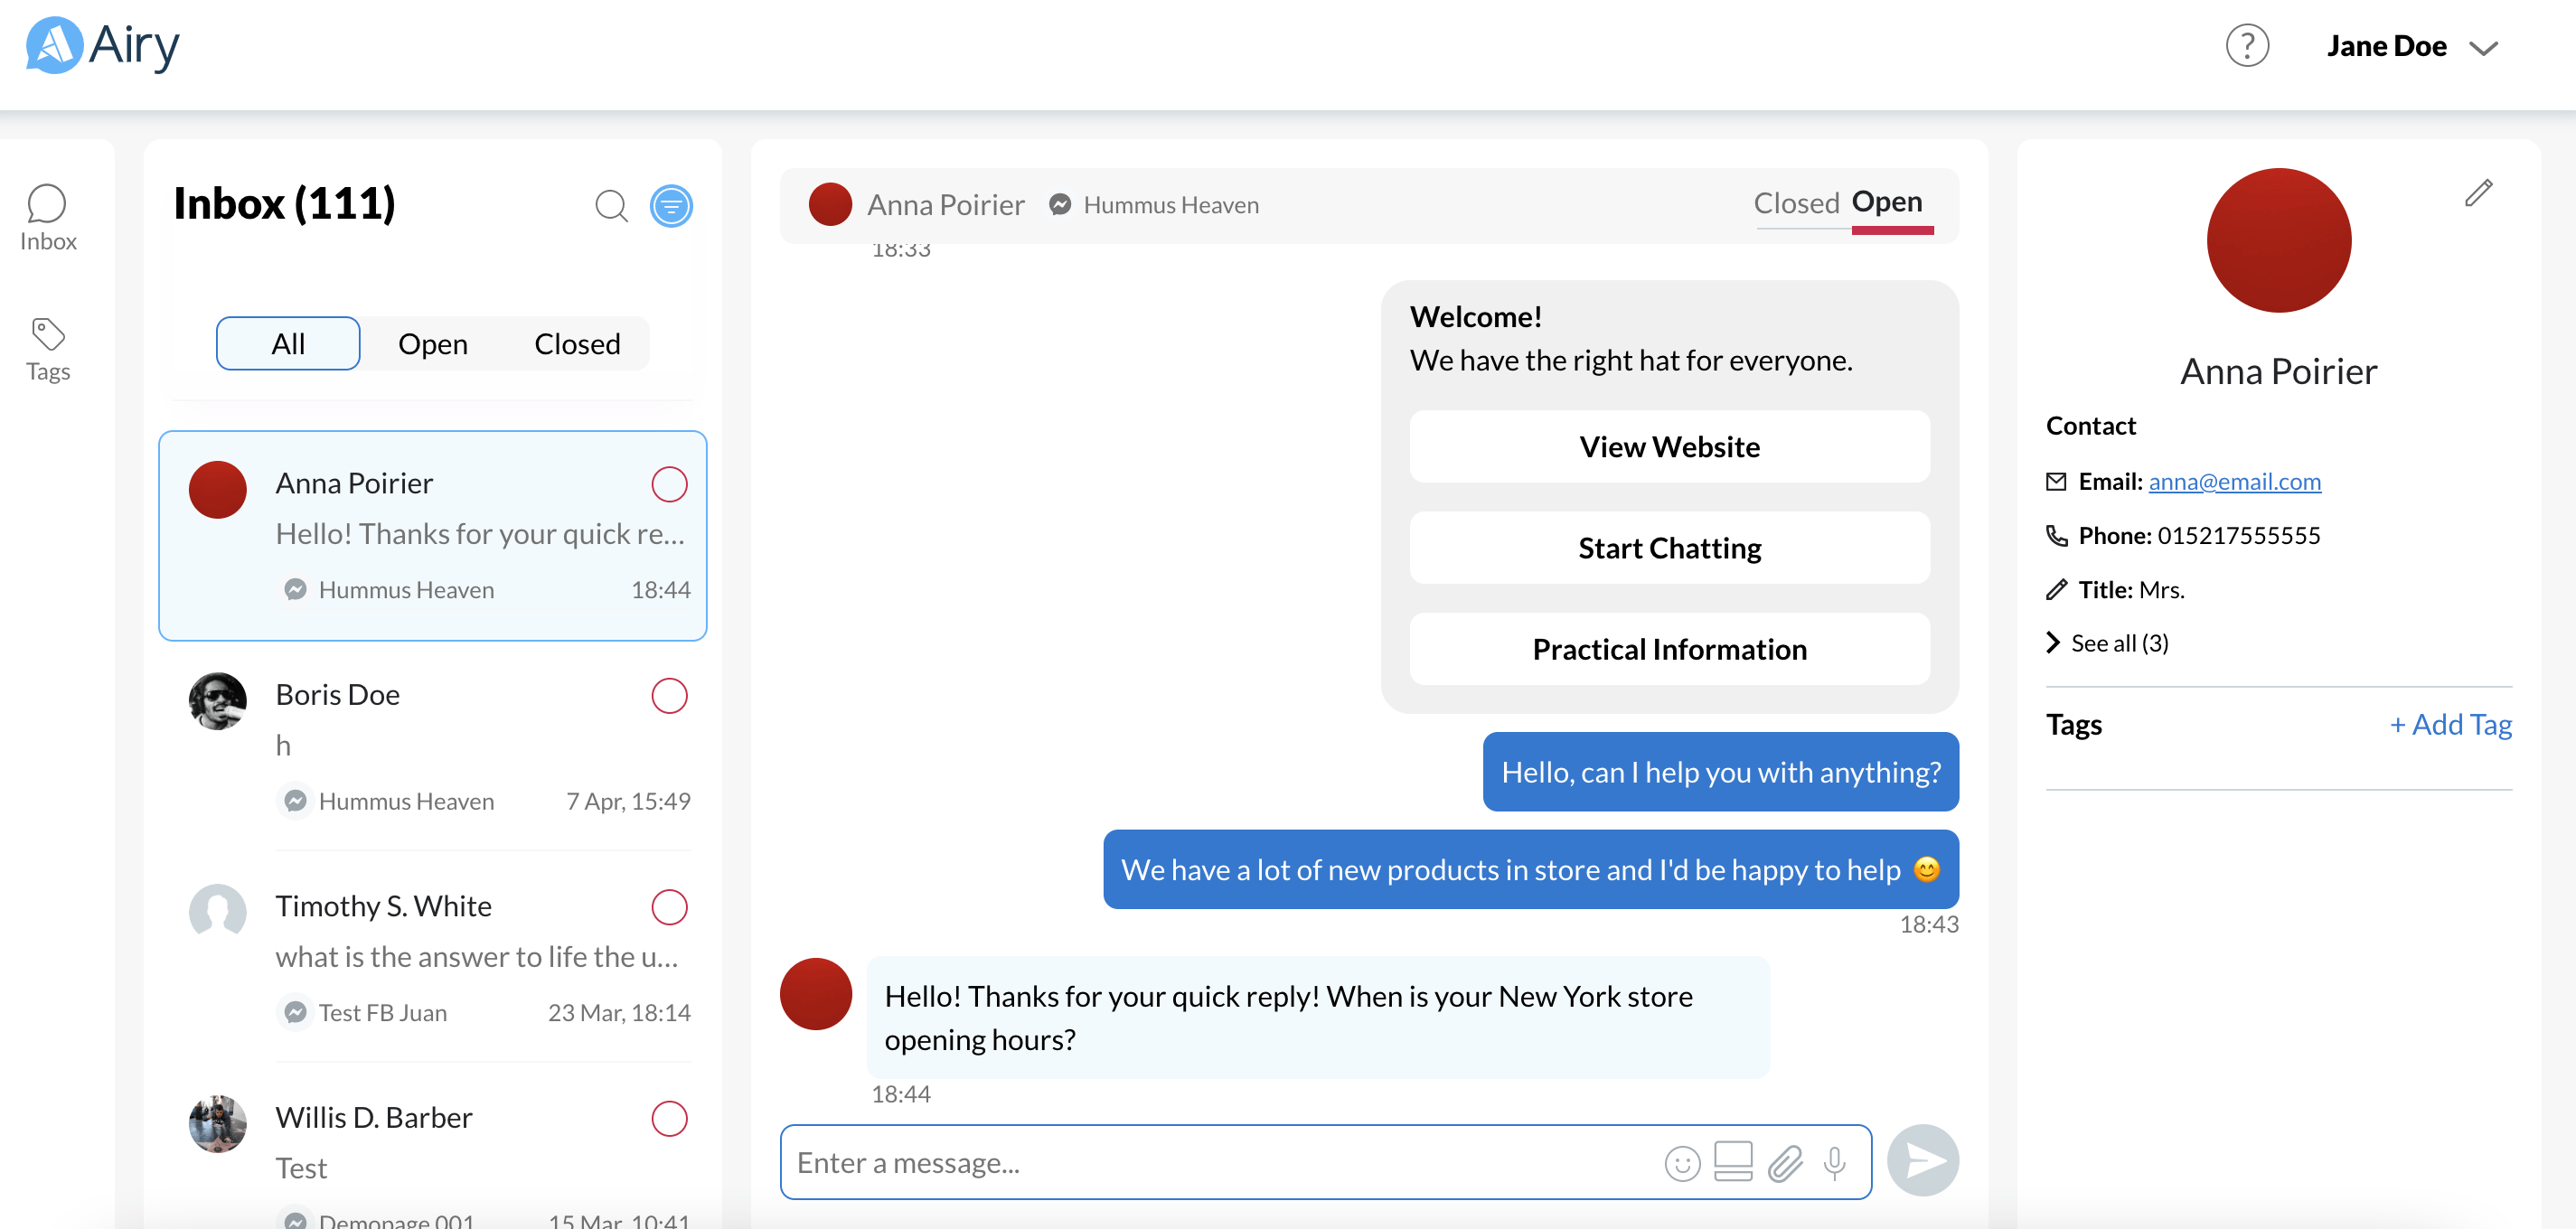 Airy
?
Jane Doe
Inbox
Tags
Inbox (111)
All
Open
Closed
Anna Poirier
Hello! Thanks for your quick re...
Hummus Heaven
18:44
Boris Doe
h
Hummus Heaven
7 Apr, 15:49
Timothy S. White
what is the answer to life the u...
Test FB Juan
23 Mar, 18:14
Willis D. Barber
Test
Demopage 001
15 Mar, 10:41
Anna Poirier
Hummus Heaven
Closed
Open
18:33
Welcome!
We have the right hat for everyone.
View Website
Start Chatting
Practical Information
Hello, can I help you with anything?
We have a lot of new products in store and I'd be happy to help 😊
18:43
Hello! Thanks for your quick reply! When is your New York store
opening hours?
18:44
Enter a message...
Anna Poirier
Contact
Email: anna@email.com
Phone: 015217555555
Title: Mrs.
See all (3)
Tags
+ Add Tag